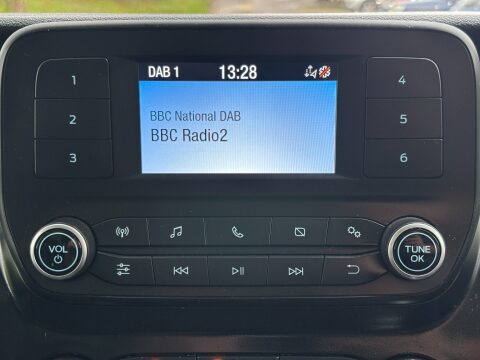 DAB 1 13:28
BBC National DAB
BBC Radio2
1
2
3
4
5
6
VOL
TUNE
OK